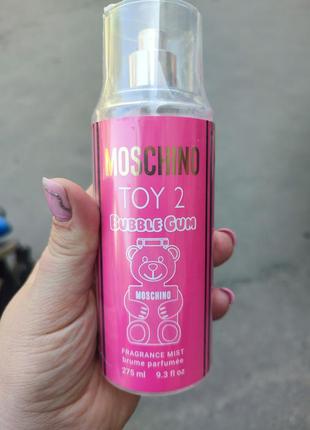 MOSCHINO
TOY 2
BUBBLE GUM
MOSCHINO
FRAGRANCE MIST
brume parfumée
275 ml 9.3 fl oz